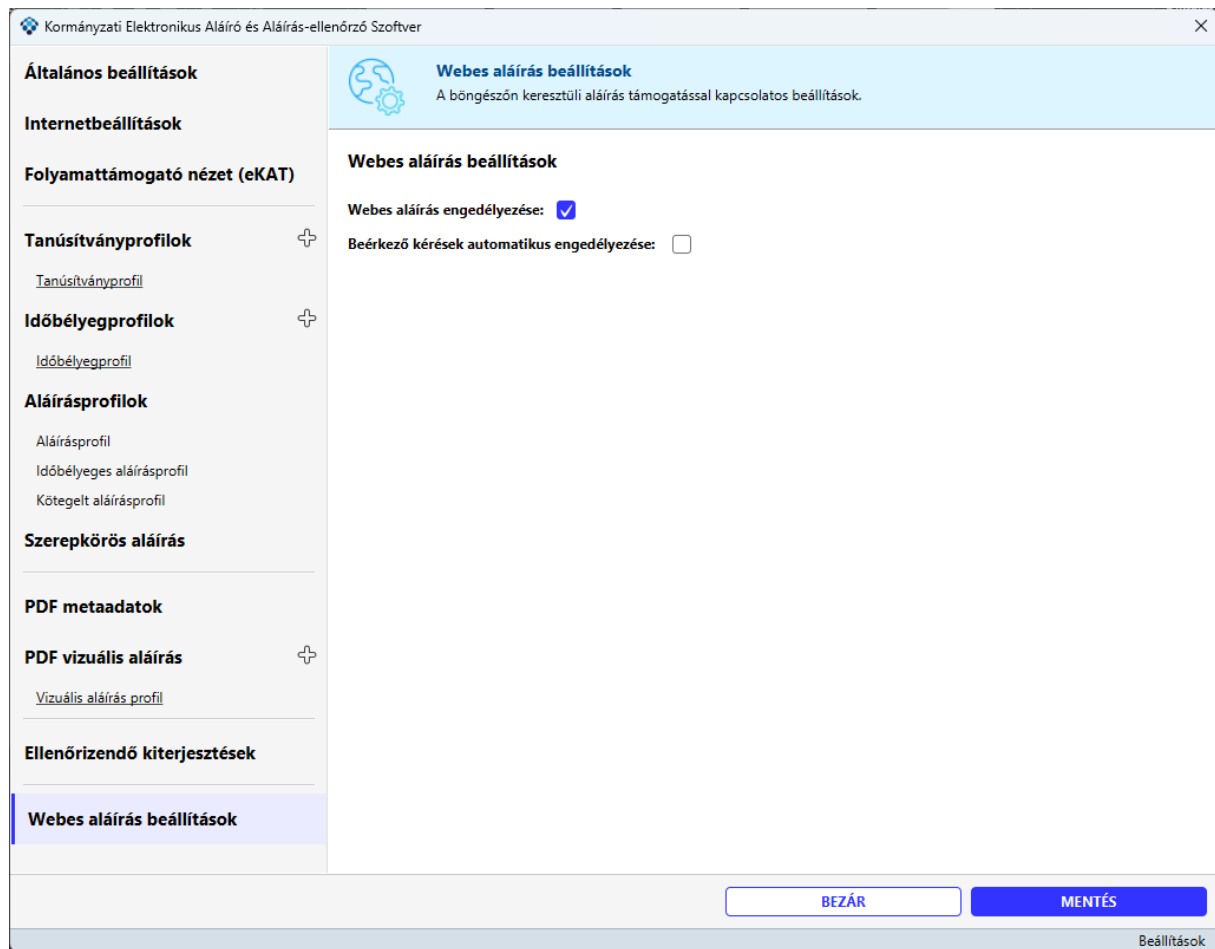 Kormányzati Elektronikus Aláíró és Aláírás-ellenőrző Szoftver
Általános beállítások
Internetbeállítások
Folyamattámogató nézet (eKAT)
Tanúsítványprofilok
Tanúsítványprofil
Időbélyegprofilok
Időbélyegprofil
Aláírásprofilok
Aláírásprofil
Időbélyeges aláírásprofil
Kötegelt aláírásprofil
Szerepkörös aláírás
PDF metaadatok
PDF vizuális aláírás
Vizuális aláírás profil
Ellenőrizendő kiterjesztések
Webes aláírás beállítások
Webes aláírás beállítások
A böngészőn keresztüli aláírás támogatással kapcsolatos beállítások.
Webes aláírás beállítások
Webes aláírás engedélyezése:
Beérkező kérések automatikus engedélyezése:
BEZÁR
MENTÉS
Beállítások